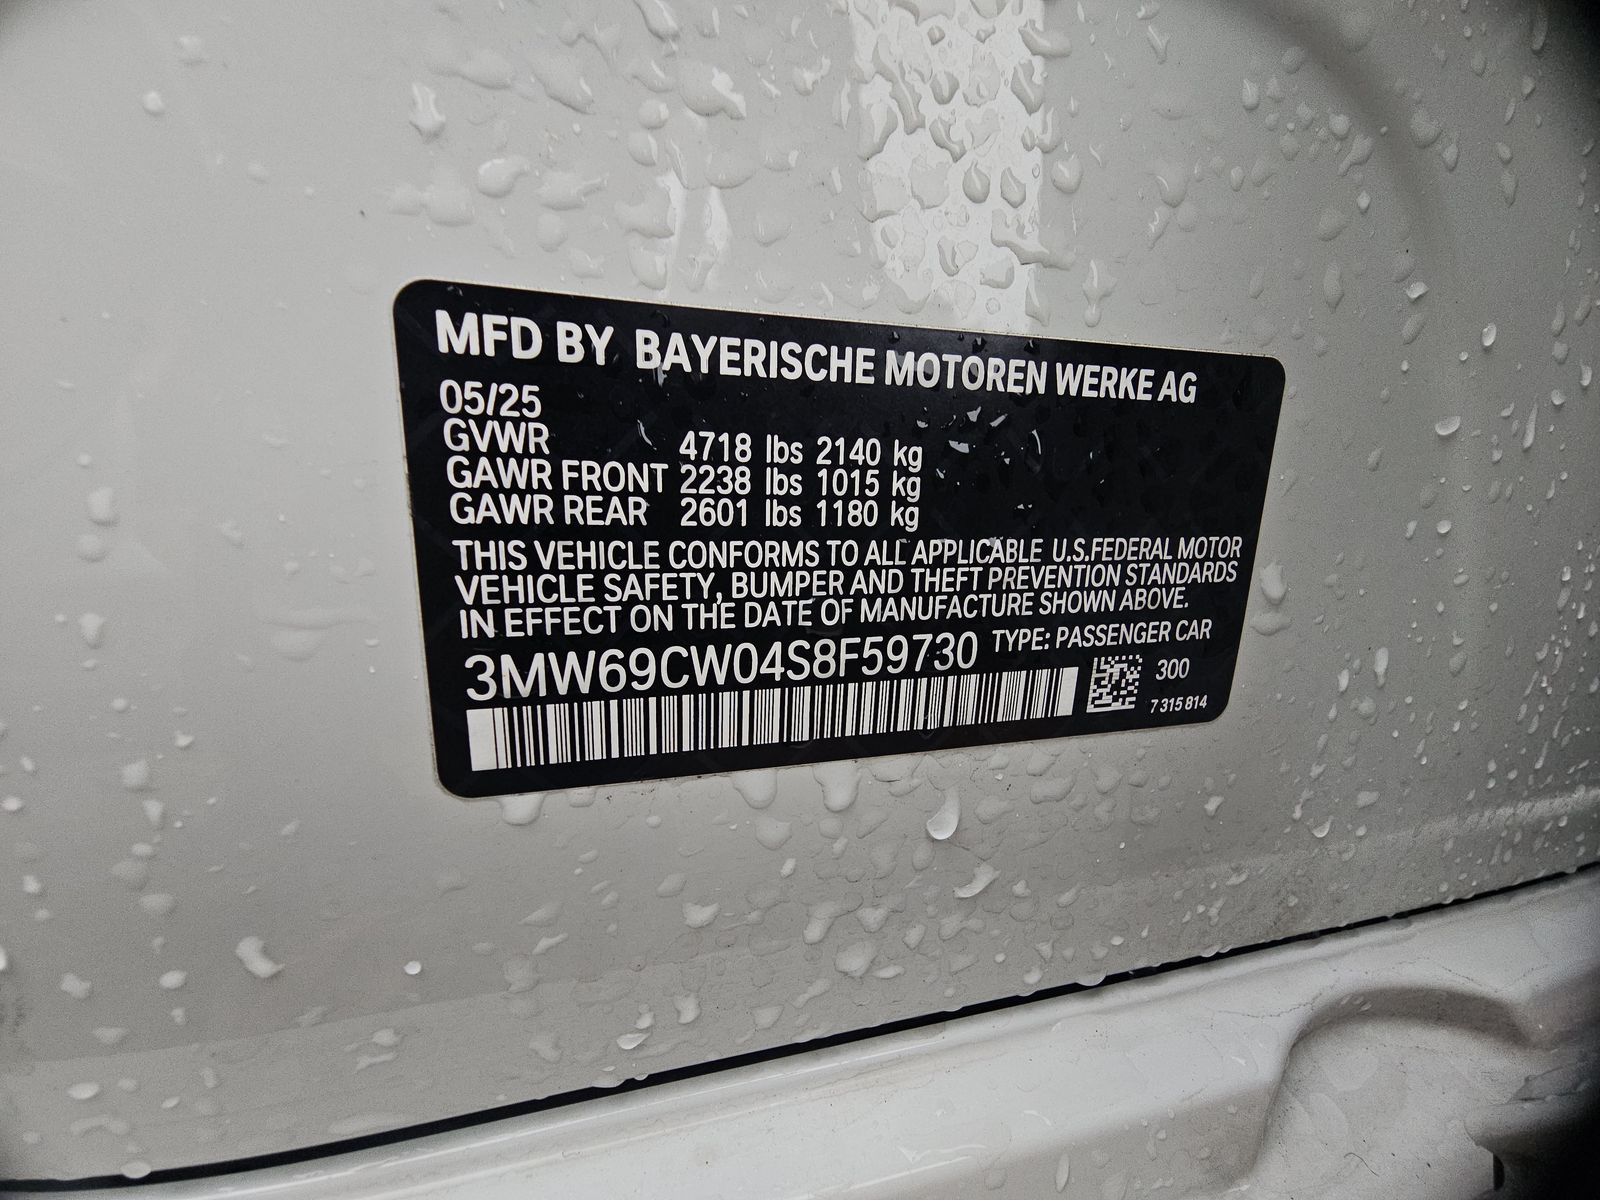 MFD BY BAYERISCHE MOTOREN WERKE AG
05/25
GVWR 4718 lbs 2140 kg
GAWR FRONT 2238 lbs 1015 kg
GAWR REAR 2601 lbs 1180 kg
THIS VEHICLE CONFORMS TO ALL APPLICABLE U.S.FEDERAL MOTOR
VEHICLE SAFETY, BUMPER AND THEFT PREVENTION STANDARDS
IN EFFECT ON THE DATE OF MANUFACTURE SHOWN ABOVE.
3MW69CW04S8F59730 TYPE: PASSENGER CAR
300
7 315 814